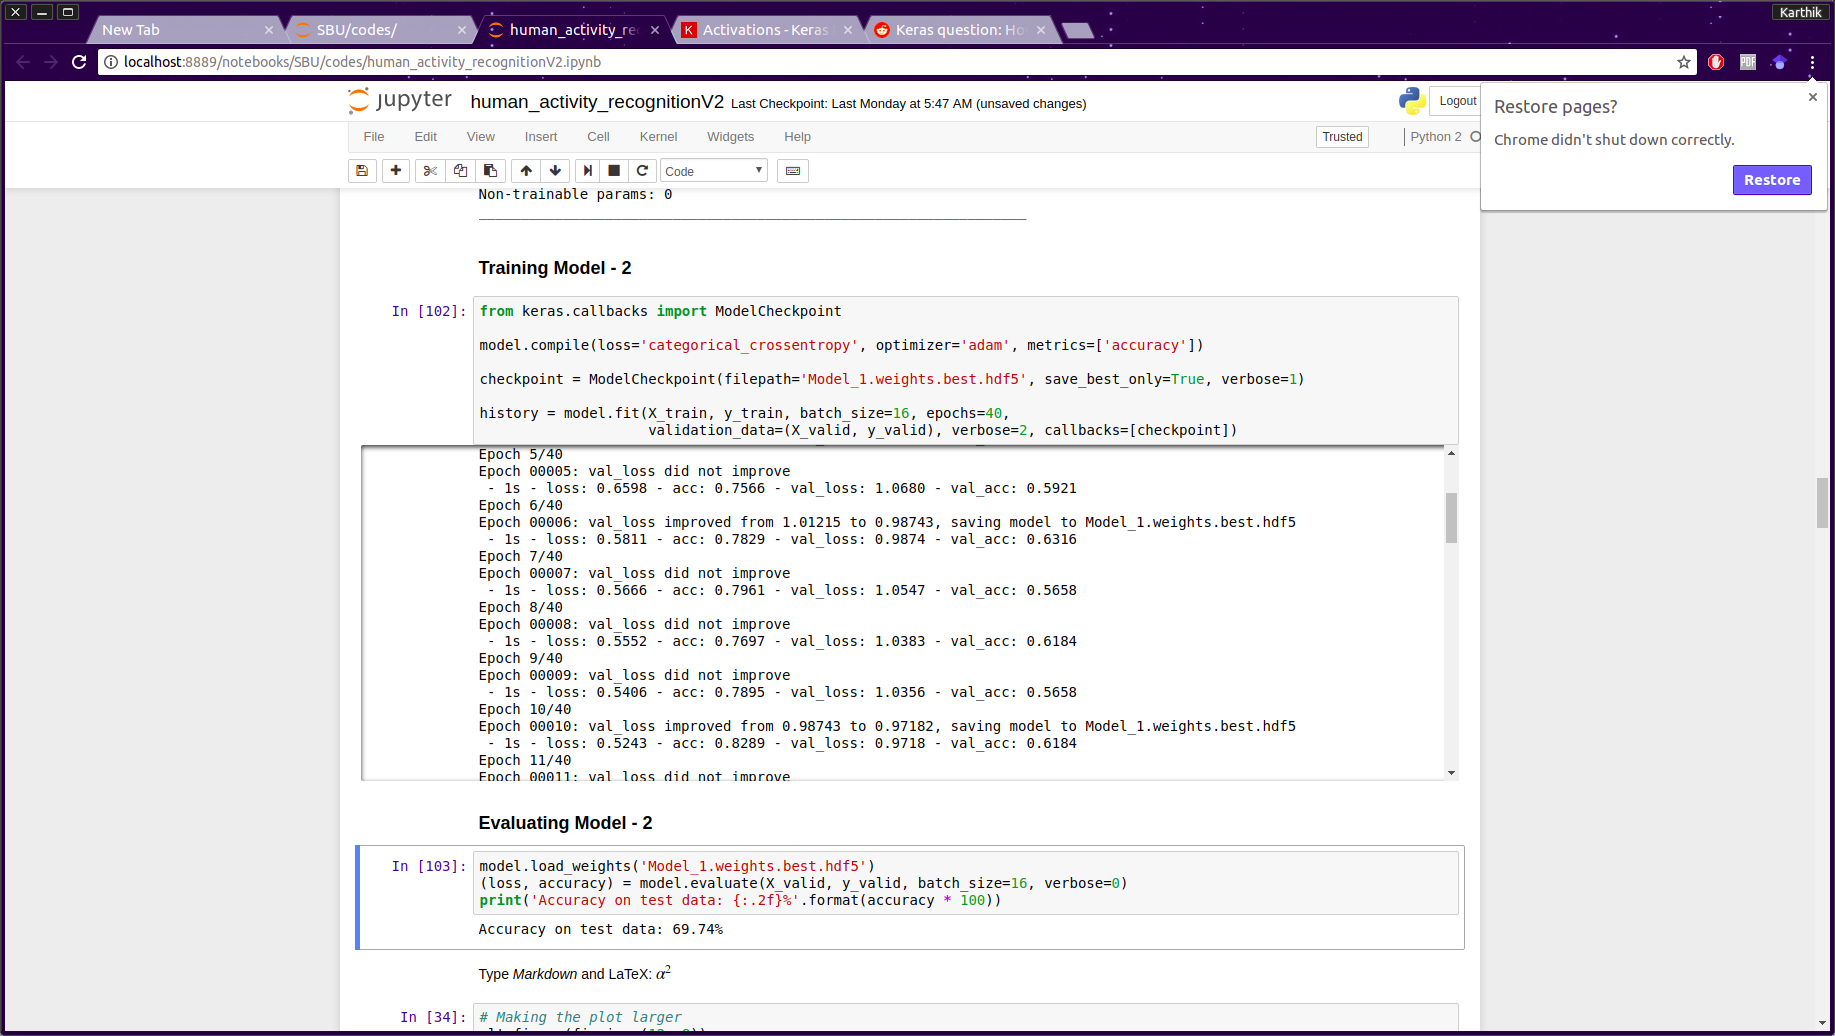 Karthik
New Tab
SBU/codes/
human_activity_re
Activations - Keras
Keras question: Ho
localhost:8889/notebooks/SBU/codes/human_activity_recognitionV2.ipynb
PDF
jupyter
human_activity_recognitionV2 Last Checkpoint: Last Monday at 5:47 AM (unsaved changes)
Logout
Restore pages?
Chrome didn't shut down correctly.
Restore
File Edit View Insert Cell Kernel Widgets Help
Trusted
Python 2
Code
Non-trainable params: 0
_________________________________________________________________
Training Model - 2
In [102]:
from keras.callbacks import ModelCheckpoint
model.compile(loss='categorical_crossentropy', optimizer='adam', metrics=['accuracy'])
checkpoint = ModelCheckpoint(filepath='Model_1.weights.best.hdf5', save_best_only=True, verbose=1)
history = model.fit(X_train, y_train, batch_size=16, epochs=40,
validation_data=(X_valid, y_valid), verbose=2, callbacks=[checkpoint])
Epoch 5/40
Epoch 00005: val_loss did not improve
- 1s - loss: 0.6598 - acc: 0.7566 - val_loss: 1.0680 - val_acc: 0.5921
Epoch 6/40
Epoch 00006: val_loss improved from 1.01215 to 0.98743, saving model to Model_1.weights.best.hdf5
- 1s - loss: 0.5811 - acc: 0.7829 - val_loss: 0.9874 - val_acc: 0.6316
Epoch 7/40
Epoch 00007: val_loss did not improve
- 1s - loss: 0.5666 - acc: 0.7961 - val_loss: 1.0547 - val_acc: 0.5658
Epoch 8/40
Epoch 00008: val_loss did not improve
- 1s - loss: 0.5552 - acc: 0.7697 - val_loss: 1.0383 - val_acc: 0.6184
Epoch 9/40
Epoch 00009: val_loss did not improve
- 1s - loss: 0.5406 - acc: 0.7895 - val_loss: 1.0356 - val_acc: 0.5658
Epoch 10/40
Epoch 00010: val_loss improved from 0.98743 to 0.97182, saving model to Model_1.weights.best.hdf5
- 1s - loss: 0.5243 - acc: 0.8289 - val_loss: 0.9718 - val_acc: 0.6184
Epoch 11/40
Epoch 00011: val_loss did not improve
Evaluating Model - 2
In [103]:
model.load_weights('Model_1.weights.best.hdf5')
(loss, accuracy) = model.evaluate(X_valid, y_valid, batch_size=16, verbose=0)
print('Accuracy on test data: {:.2f}%'.format(accuracy * 100))
Accuracy on test data: 69.74%
Type Markdown and LaTeX: α²
In [34]:
# Making the plot larger